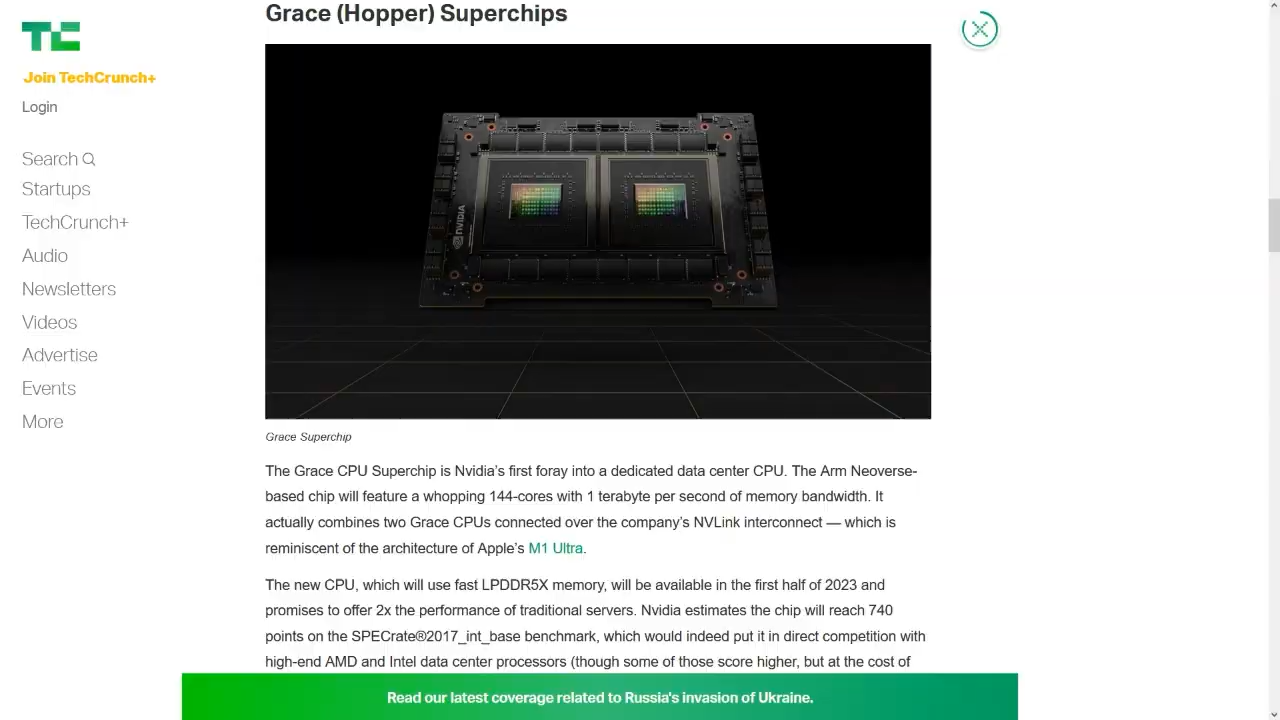 Grace (Hopper) Superchips
TC
Join TechCrunch+
Login
Search
Startups
TechCrunch+
Audio
Newsletters
Videos
Advertise
Events
More
NVIDIA
Grace Superchip
The Grace CPU Superchip is Nvidia’s first foray into a dedicated data center CPU. The Arm Neoverse-
based chip will feature a whopping 144-cores with 1 terabyte per second of memory bandwidth. It
actually combines two Grace CPUs connected over the company’s NVLink interconnect — which is
reminiscent of the architecture of Apple’s M1 Ultra.
The new CPU, which will use fast LPDDR5X memory, will be available in the first half of 2023 and
promises to offer 2x the performance of traditional servers. Nvidia estimates the chip will reach 740
points on the SPECrate®2017_int_base benchmark, which would indeed put it in direct competition with
high-end AMD and Intel data center processors (though some of those score higher, but at the cost of
Read our latest coverage related to Russia's invasion of Ukraine.